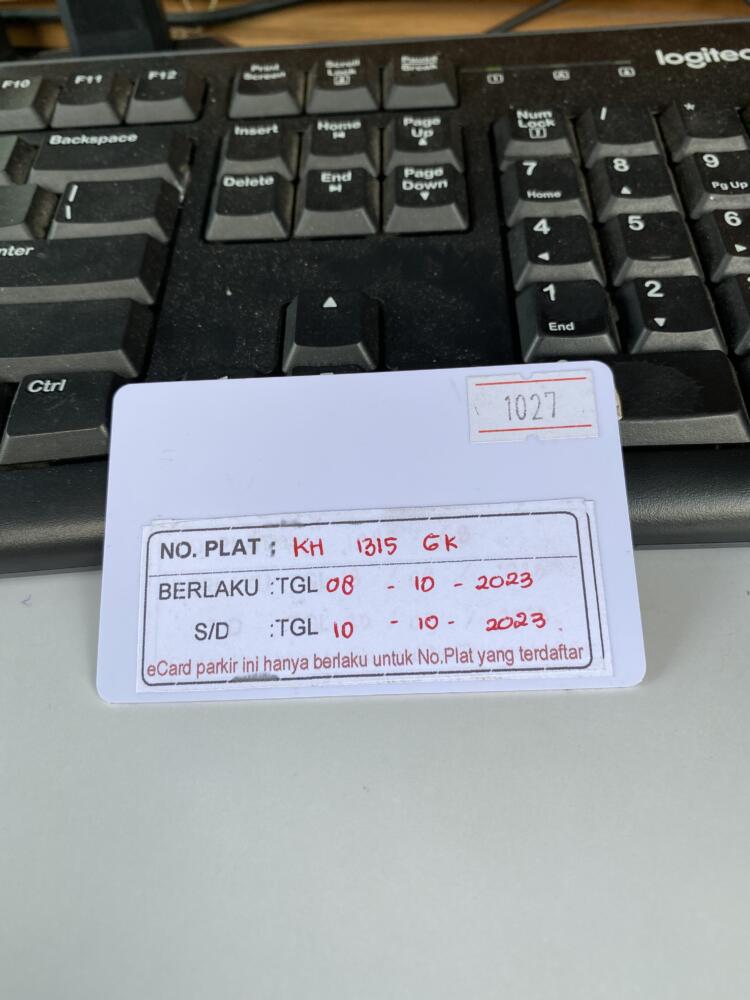 logitec
F10 F11 F12 Print Screen Scroll Lock Pause Break
Backspace Insert Home Page Up Num Lock / *
Delete End Page Down 7 Home 8 9 Pg Up
nter 4 5 6
1 End 2
Ctrl
1027
NO. PLAT : KH 1315 GK
BERLAKU :TGL 08 - 10 - 2023
S/D :TGL 10 - 10 - 2023.
eCard parkir ini hanya berlaku untuk No.Plat yang terdaftar